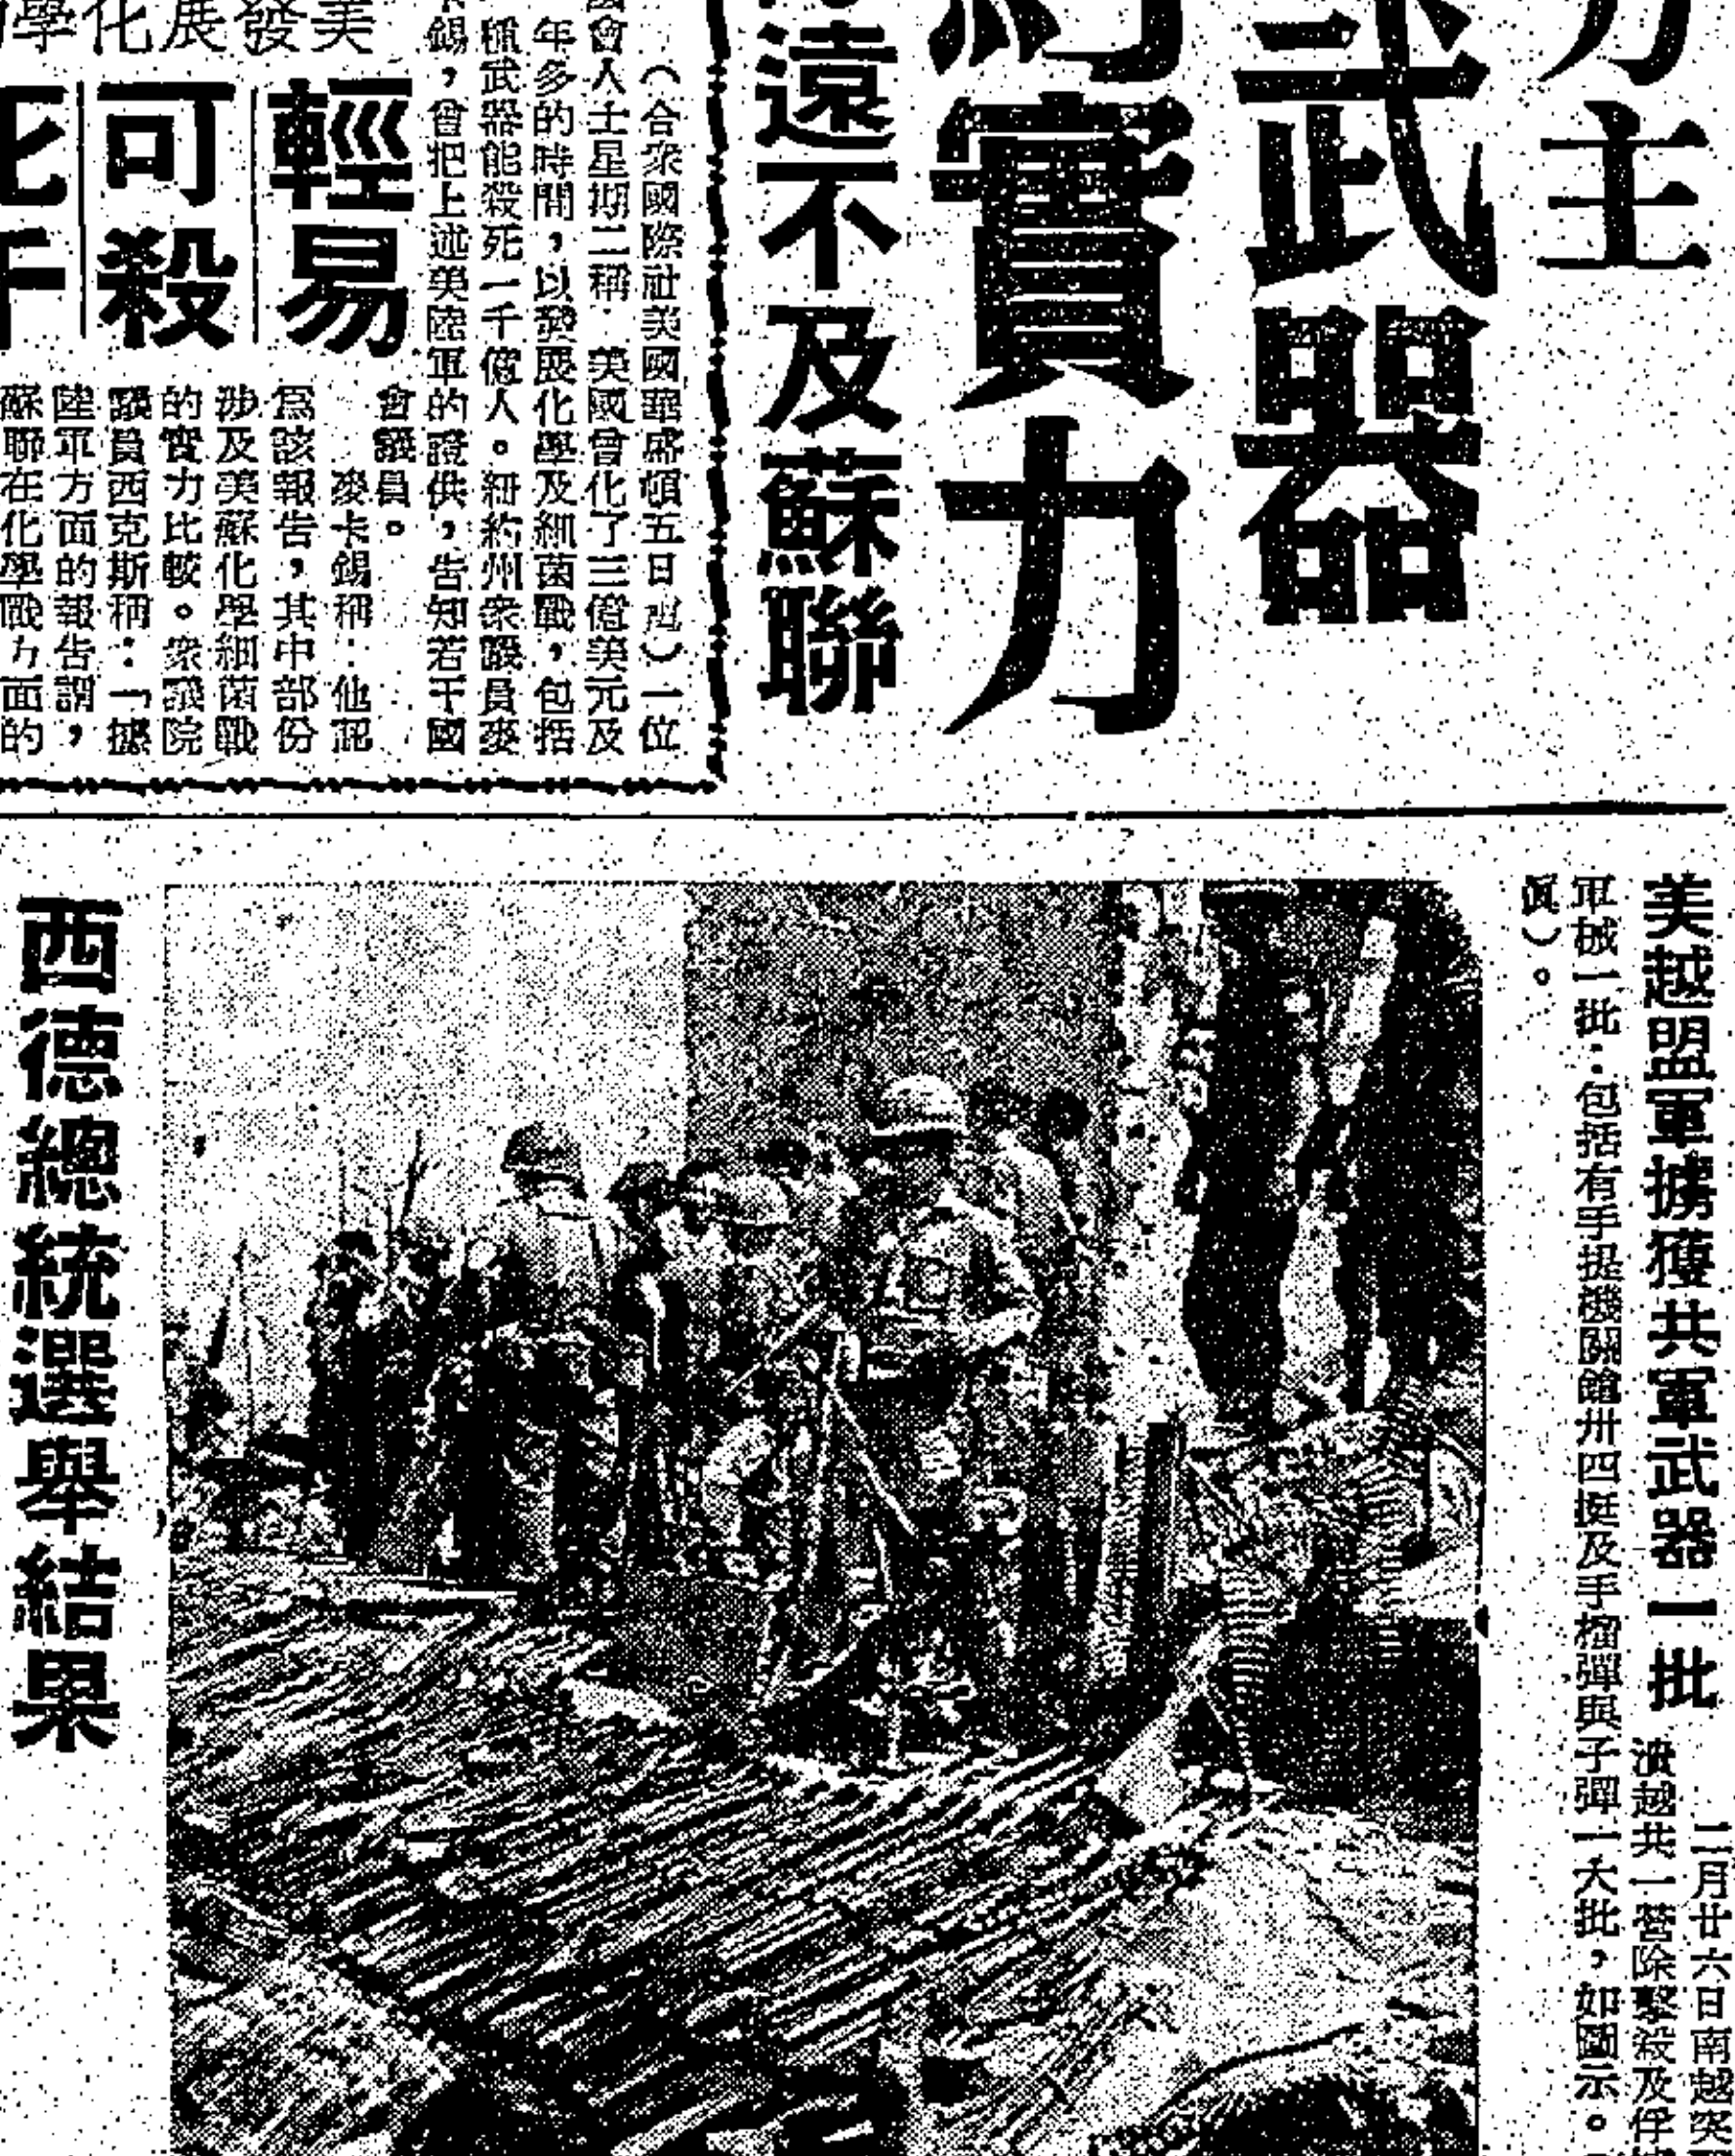 主
武器
實力
遠不及蘇聯
美發展化學
輕易
可殺
死千
（合衆國際社美國華盛頓五日電）一位
國會人士星期二稱：美國曾化了三億美元及
年多的時間，以發展化學及細菌戰，包括
種武器能殺死一千億人。紐約州衆議員麥
卡錫，曾把上述美陸軍的證供，告知若干國
會議員。
麥卡錫稱：他認
爲該報告，其中部份
涉及美蘇化學細菌戰
的實力比較。衆議院
議員西克斯稱：「據
陸軍方面的報告謂，
蘇聯在化學戰方面的
美越盟軍擄獲共軍武器一批
二月廿六日南越突
潰越共一營除擊殺及俘
軍械一批：包括有手提機關鎗卅四挺及手榴彈與子彈一大批，如圖示。
眞）。
西德總統選舉結果